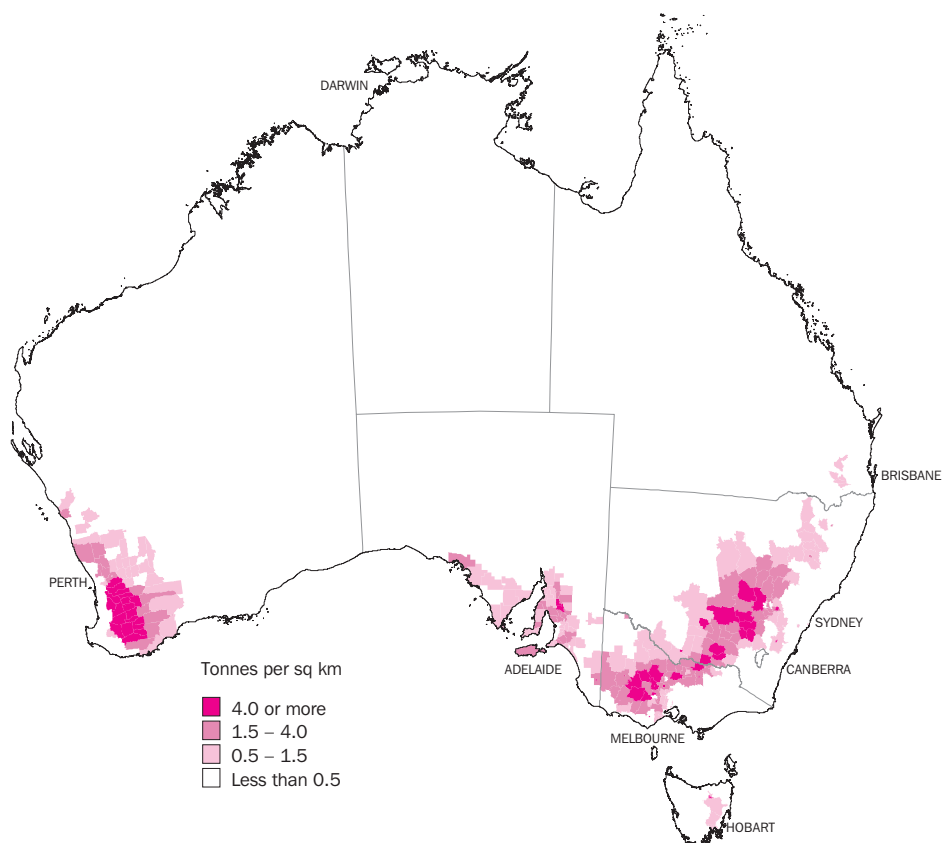 DARWIN
BRISBANE
PERTH
SYDNEY
ADELAIDE
CANBERRA
MELBOURNE
HOBART
Tonnes per sq km
4.0 or more
1.5 – 4.0
0.5 – 1.5
Less than 0.5